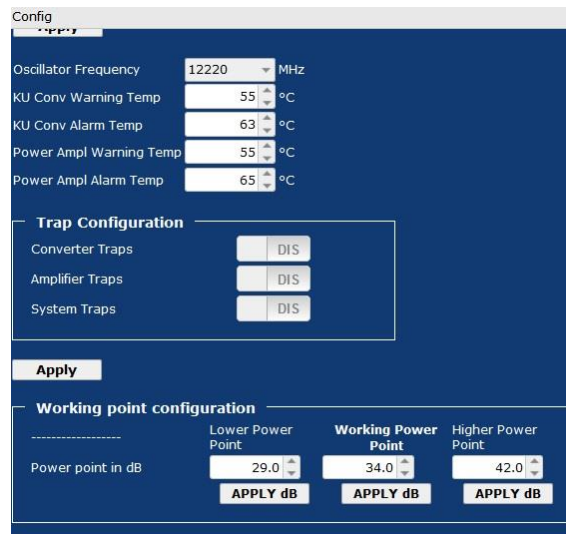 Config
Apply
Oscillator Frequency 12220 MHz
KU Conv Warning Temp 55 °C
KU Conv Alarm Temp 63 °C
Power Ampl Warning Temp 55 °C
Power Ampl Alarm Temp 65 °C
Trap Configuration
Converter Traps DIS
Amplifier Traps DIS
System Traps DIS
Apply
Working point configuration
----------------- Lower Power Point Working Power Point Higher Power Point
Power point in dB 29.0 34.0 42.0
APPLY dB APPLY dB APPLY dB